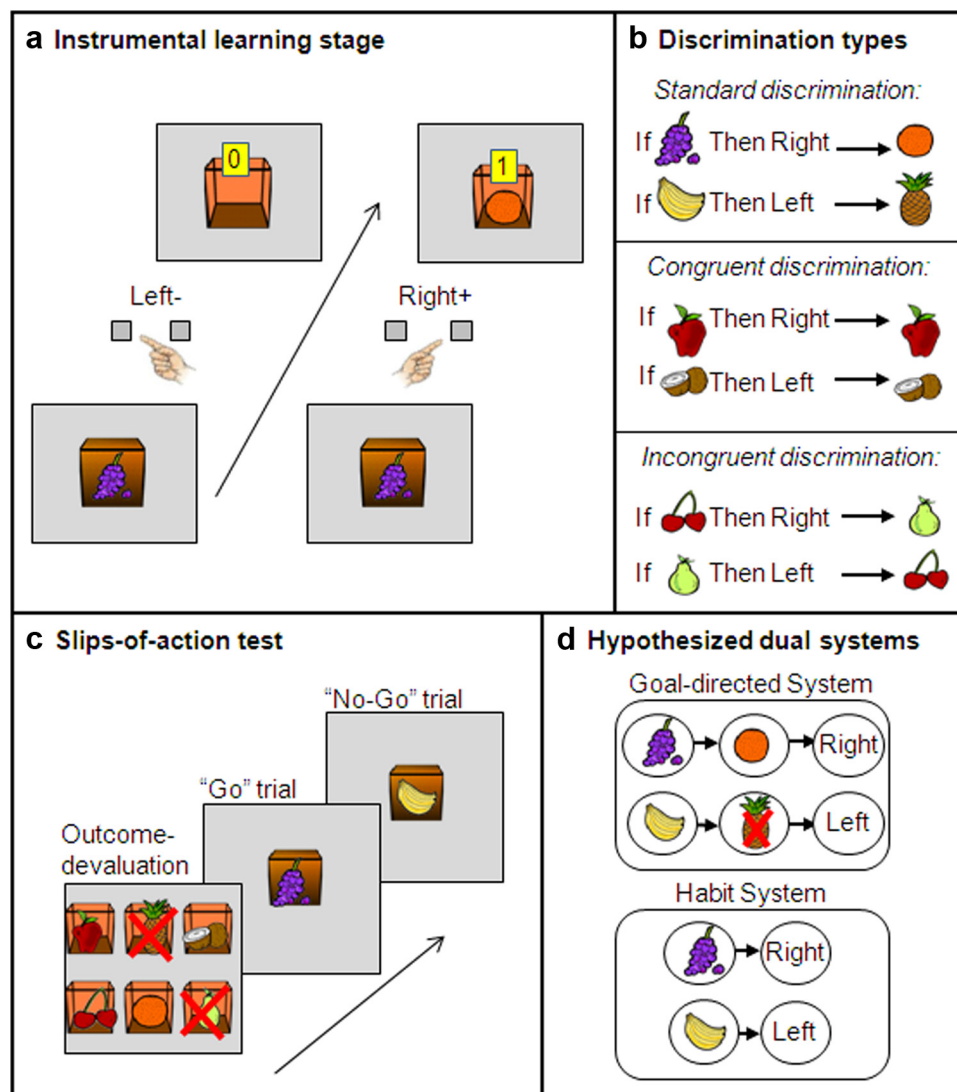 a Instrumental learning stage
0
1
Left-
Right+
b Discrimination types
Standard discrimination:
If Then Right
If Then Left
Congruent discrimination:
If Then Right
If Then Left
Incongruent discrimination:
If Then Right
If Then Left
c Slips-of-action test
“No-Go” trial
“Go” trial
Outcome-
devaluation
d Hypothesized dual systems
Goal-directed System
Right
Left
Habit System
Right
Left